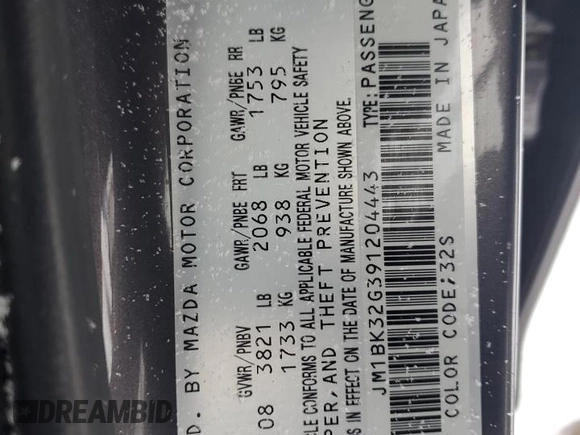 D. BY MAZDA MOTOR CORPORATION
GVWR/PNBV GAWR/PNBE FRT GAWR/PNBE RR
08 3821 LB 2068 LB 1753 LB
1733 KG 938 KG 795 KG
CLE CONFORMS TO ALL APPLICABLE FEDERAL MOTOR VEHICLE SAFETY
PER, AND THEFT PREVENTION
S IN EFFECT ON THE DATE OF MANUFACTURE SHOWN ABOVE.
JM1BK32G391204443 TYPE:PASSENG
COLOR CODE;32S MADE IN JAPA
DREAMBID